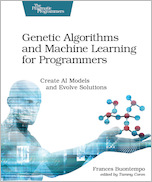 The
Pragmatic
Programmers
Genetic Algorithms
and Machine Learning
for Programmers
Create AI Models
and Evolve Solutions
Frances Buontempo
edited by Tammy Coron